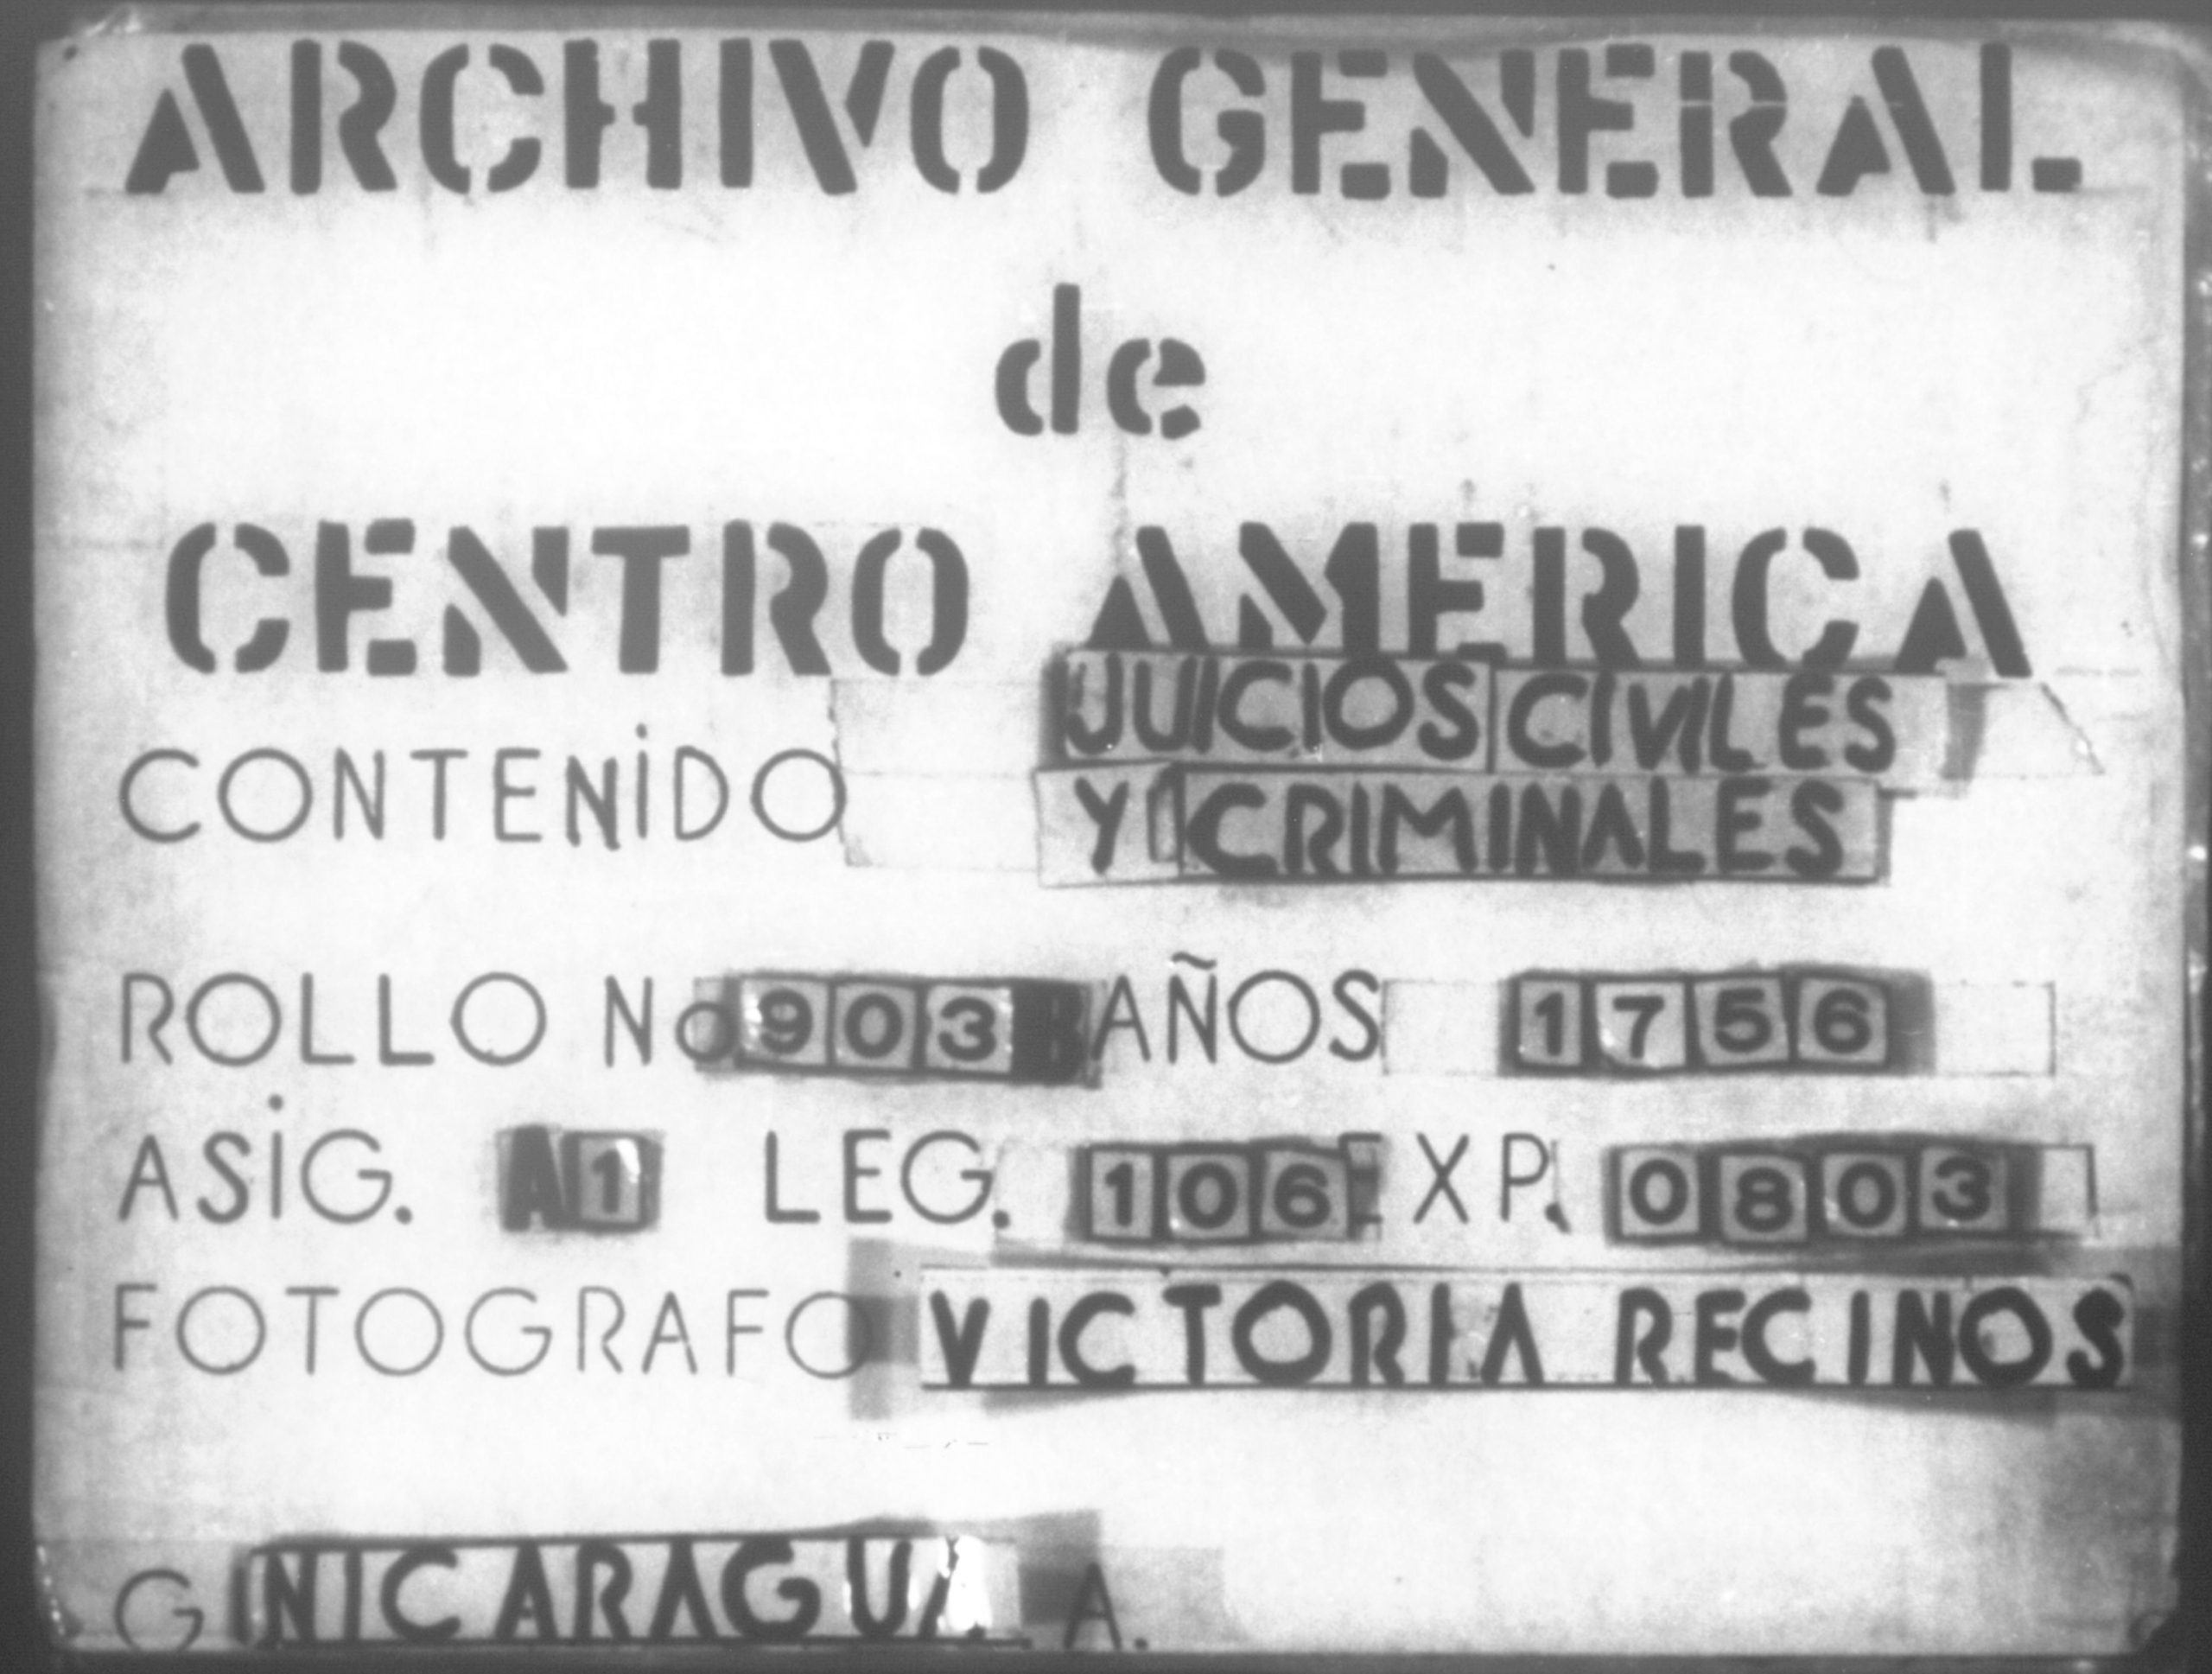 ARCHIVO GENERAL
de
CENTRO AMERICA
CONTENIDO JUICIOS CIVILES
Y CRIMINALES
ROLLO No 903 B AÑOS 1756
ASIG. A1 LEG. 106 EXP. 0803
FOTOGRAFO VICTORIA RECINOS
G NICARAGUA A.